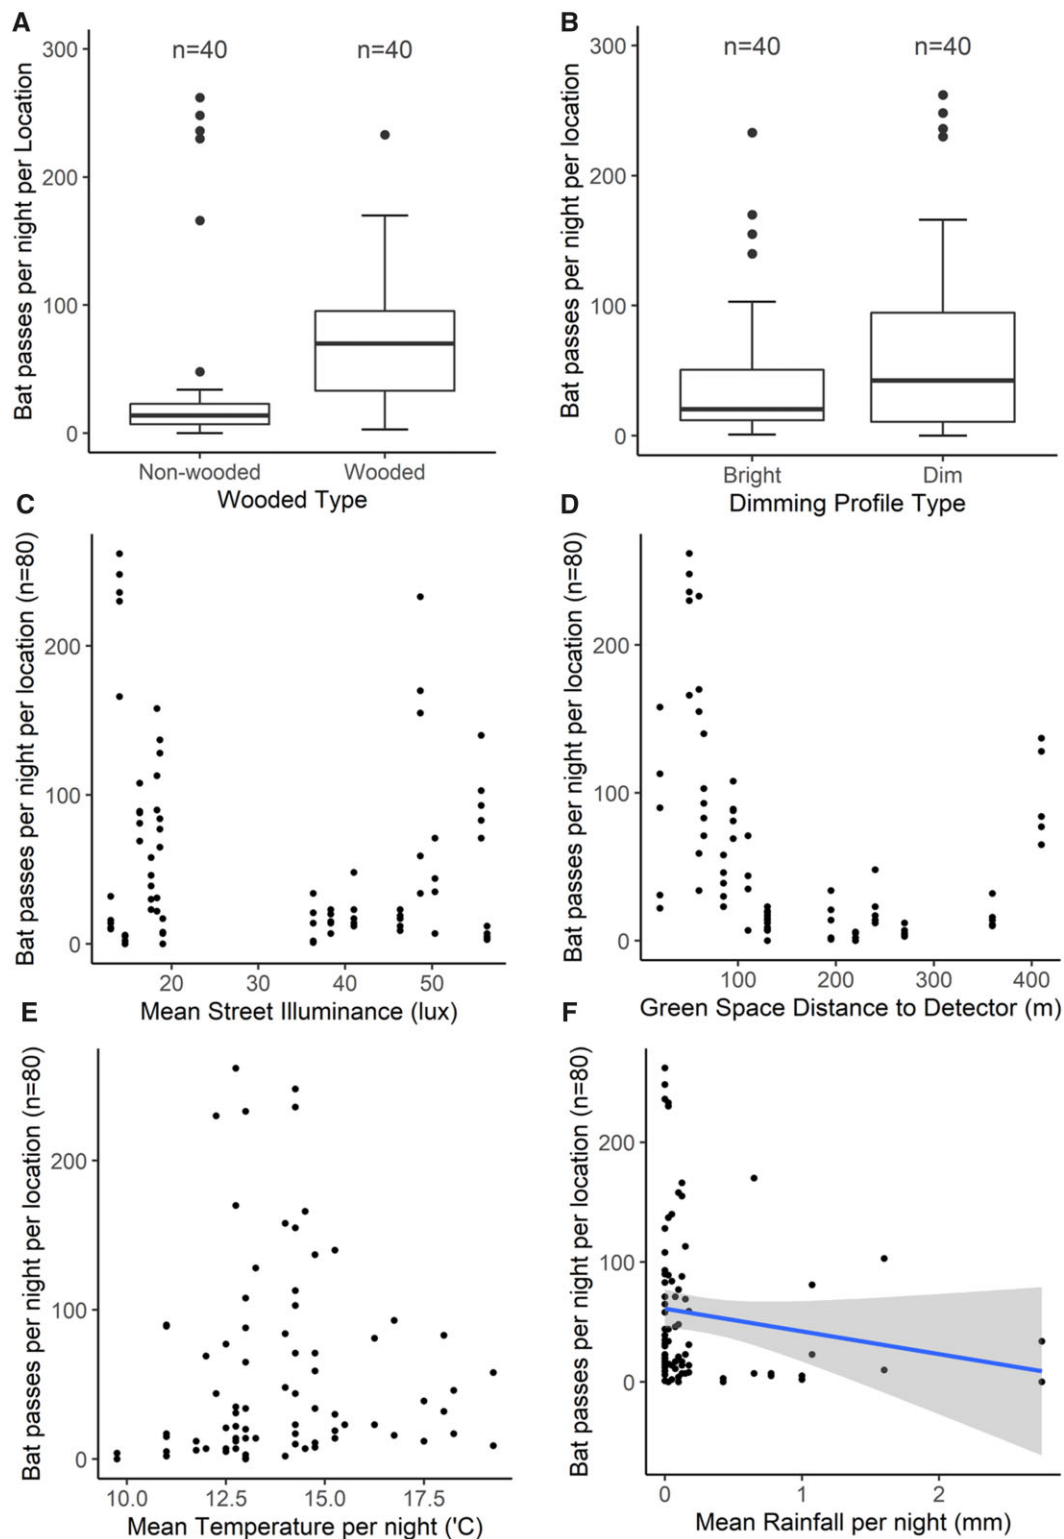 A
B
n=40
n=40
n=40
n=40
300
200
100
0
Bat passes per night per Location
Non-wooded
Wooded
Wooded Type
300
200
100
0
Bat passes per night per location
Bright
Dim
Dimming Profile Type
C
D
200
100
0
Bat passes per night per location (n=80)
20
30
40
50
Mean Street Illuminance (lux)
200
100
0
Bat passes per night per location (n=80)
100
200
300
400
Green Space Distance to Detector (m)
E
F
200
100
0
Bat passes per night per location (n=80)
10.0
12.5
15.0
17.5
Mean Temperature per night ('C)
200
100
0
Bat passes per night per location (n=80)
0
1
2
Mean Rainfall per night (mm)